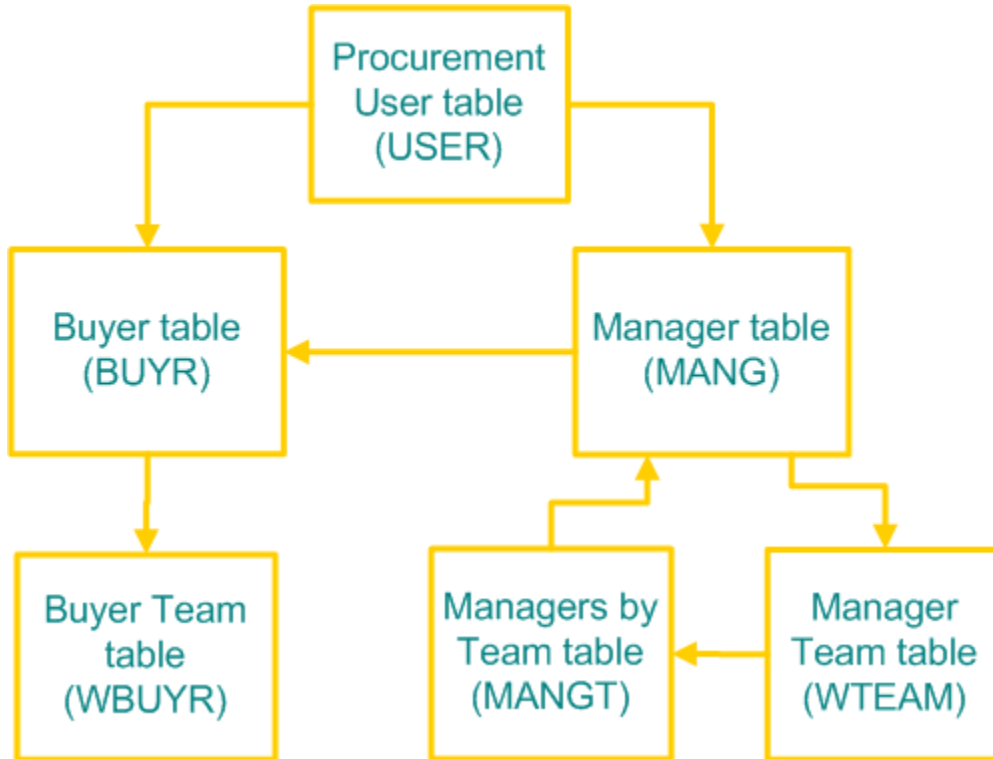 Procurement
User table
(USER)
Buyer table
(BUYR)
Manager table
(MANG)
Buyer Team
table
(WBUYR)
Managers by
Team table
(MANGT)
Manager
Team table
(WTEAM)